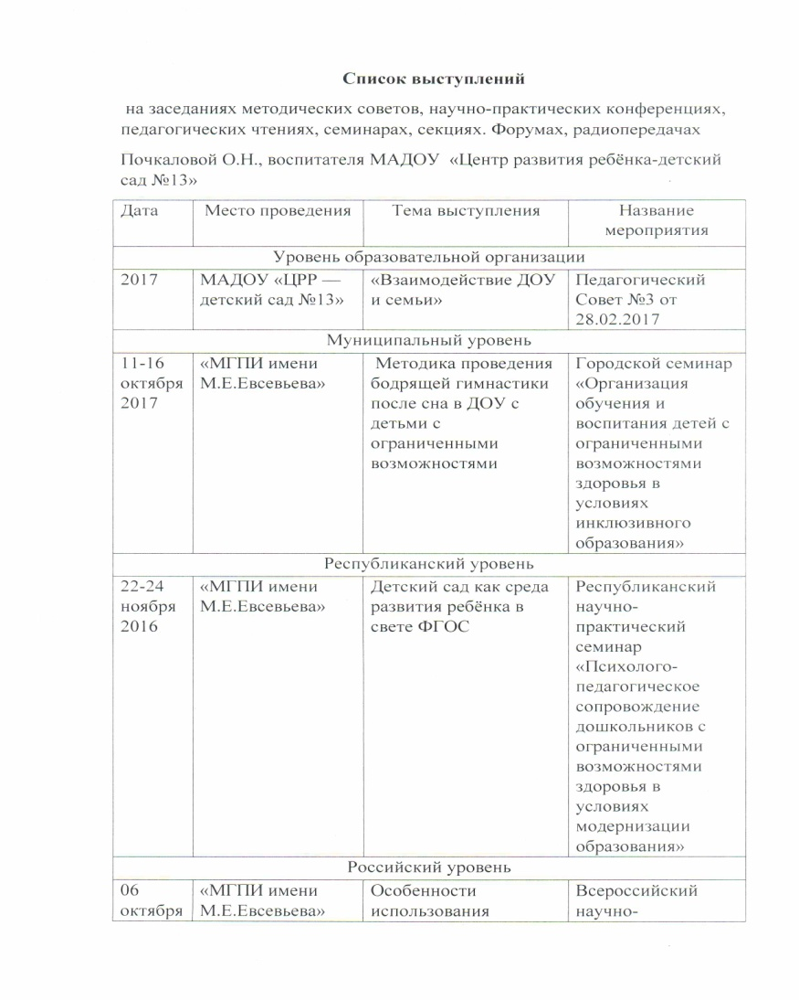 Список выступлений
на заседаниях методических советов, научно-практических конференциях,
педагогических чтениях, семинарах, секциях. Форумах, радиопередачах
Почкаловой О.Н., воспитателя МАДОУ «Центр развития ребёнка-детский
сад №13»
Дата
Место проведения
Тема выступления
Название
мероприятия
Уровень образовательной организации
2017
МАДОУ «ЦРР —
детский сад №13»
«Взаимодействие ДОУ
и семьи»
Педагогический
Совет №3 от
28.02.2017
Муниципальный уровень
11-16
октября
2017
«МГПИ имени
М.Е.Евсевьева»
Методика проведения
бодрящей гимнастики
после сна в ДОУ с
детьми с
ограниченными
возможностями
Городской семинар
«Организация
обучения и
воспитания детей с
ограниченными
возможностями
здоровья в
условиях
инклюзивного
образования»
Республиканский уровень
22-24
ноября
2016
«МГПИ имени
М.Е.Евсевьева»
Детский сад как среда
развития ребёнка в
свете ФГОС
Республиканский
научно-
практический
семинар
«Психолого-
педагогическое
сопровождение
дошкольников с
ограниченными
возможностями
здоровья в
условиях
модернизации
образования»
Российский уровень
06
октября
«МГПИ имени
М.Е.Евсевьева»
Особенности
использования
Всероссийский
научно-